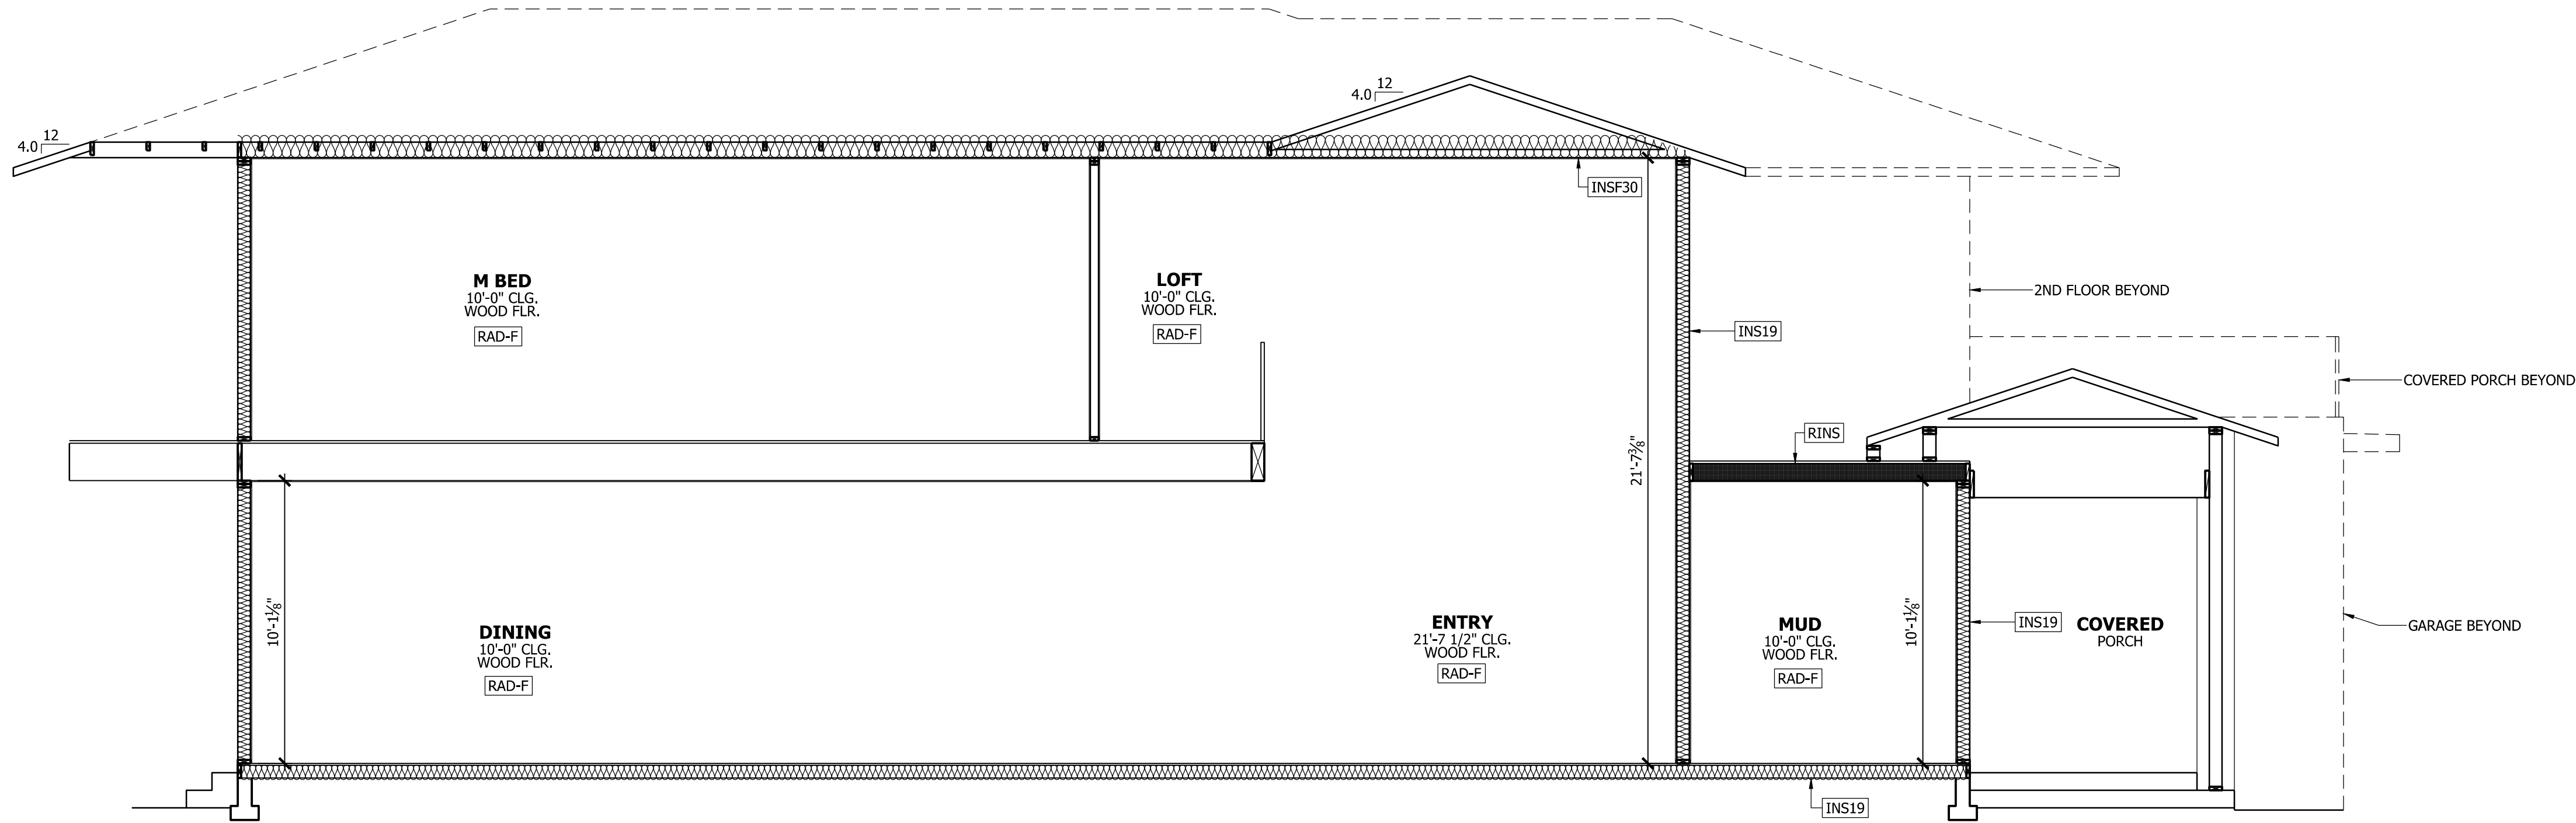 12
4.0
12
4.0
INSF30
M BED
10'-0" CLG.
WOOD FLR.
RAD-F
LOFT
10'-0" CLG.
WOOD FLR.
RAD-F
2ND FLOOR BEYOND
INS19
COVERED PORCH BEYOND
RINS
21'-7⅜"
10'-1⅛"
DINING
10'-0" CLG.
WOOD FLR.
RAD-F
ENTRY
21'-7 1/2" CLG.
WOOD FLR.
RAD-F
MUD
10'-0" CLG.
WOOD FLR.
RAD-F
10'-1⅛"
INS19
COVERED
PORCH
GARAGE BEYOND
INS19